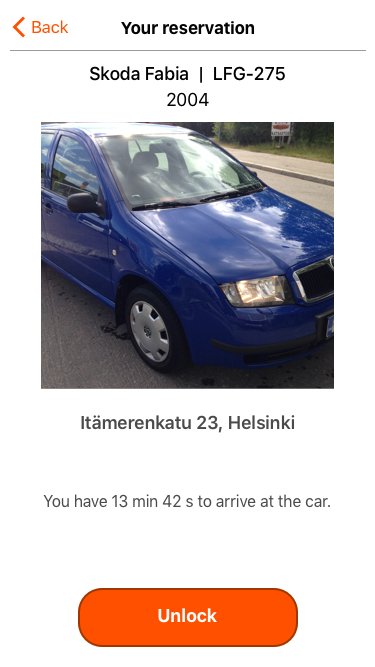 Back
Your reservation
Skoda Fabia | LFG-275
2004
Itämerenkatu 23, Helsinki
You have 13 min 42 s to arrive at the car.
Unlock